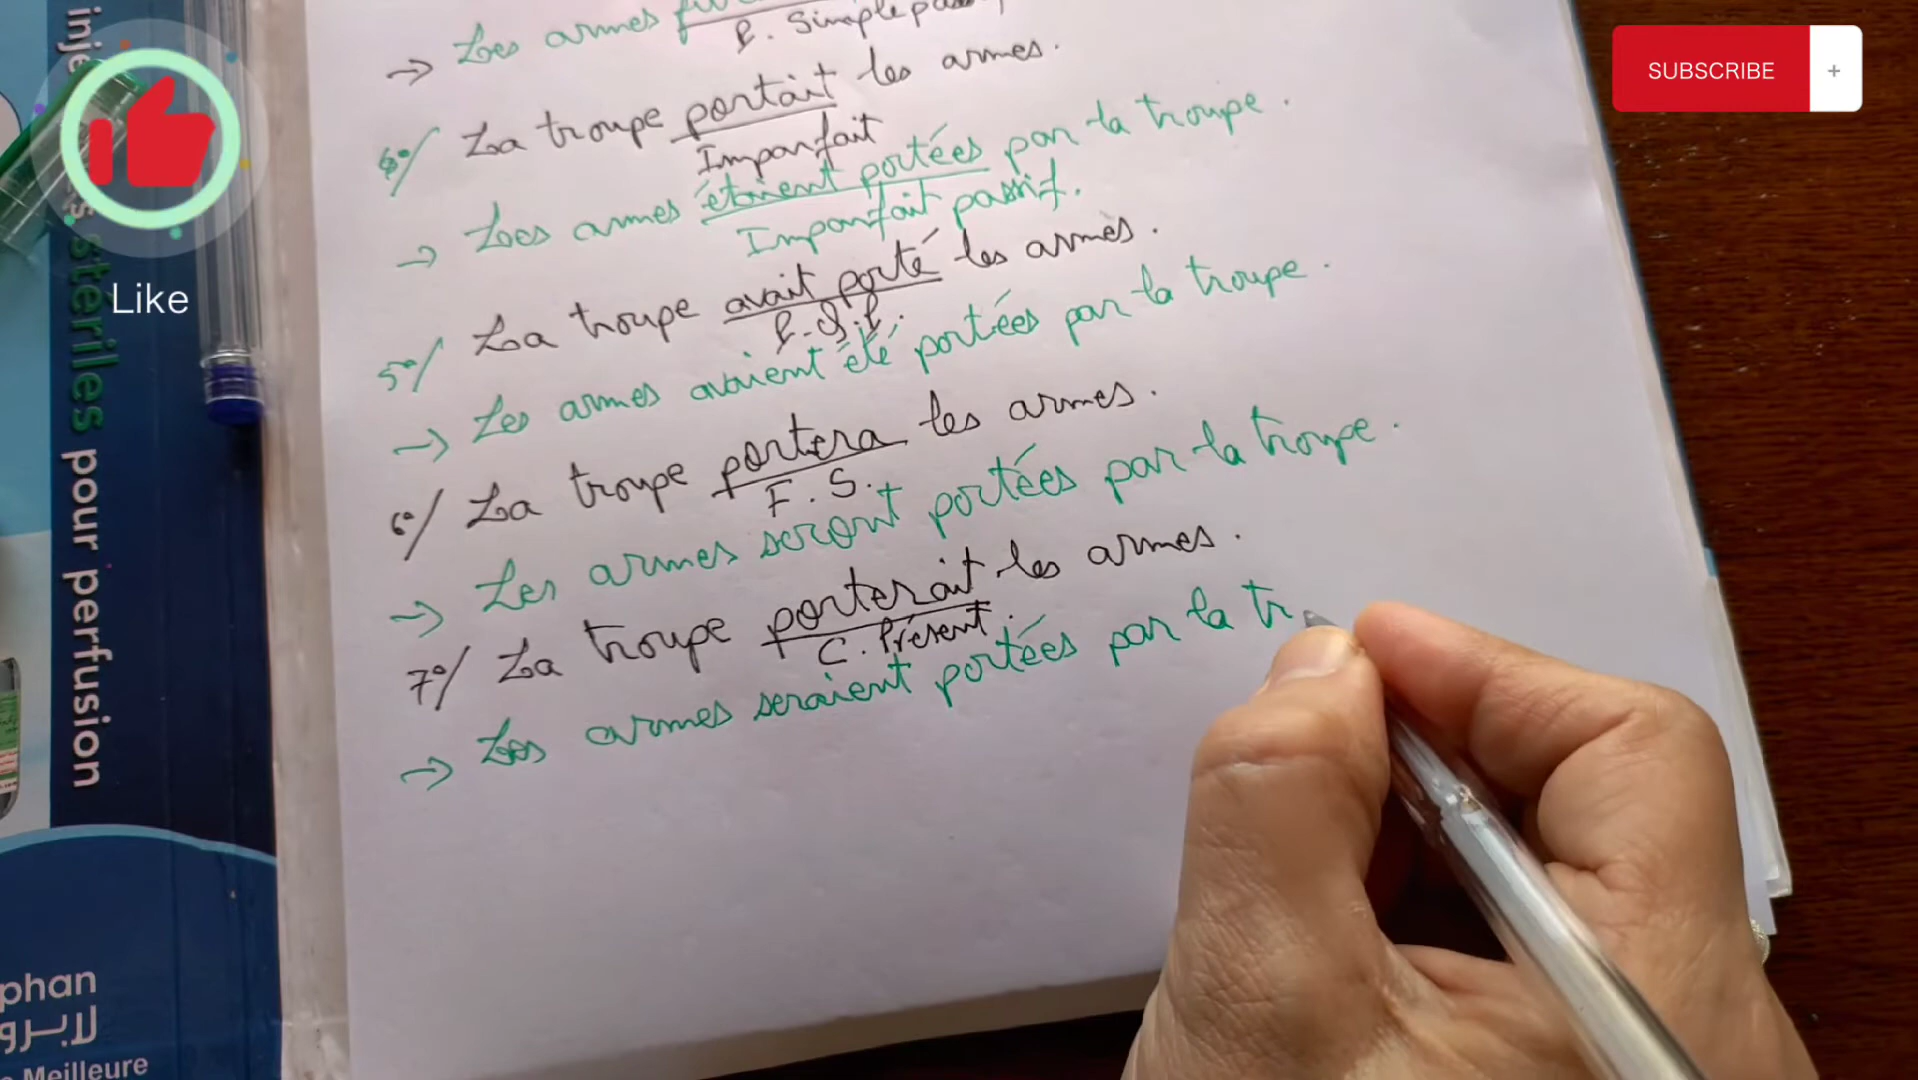 → Les armes
P. Simple
4°/ La troupe portait les armes.
Imparfait
→ Les armes étaient portées par la troupe.
Imparfait passif.
5°/ La troupe avait porté les armes.
P.Q.P.
→ Les armes avaient été portées par la troupe.
6°/ La troupe portera les armes.
F.S.
→ Les armes seront portées par la troupe.
7°/ La troupe porterait les armes.
C. Présent.
→ Les armes seraient portées par la tr
Like
SUBSCRIBE +
stériles pour perfusion
phan
Meilleure